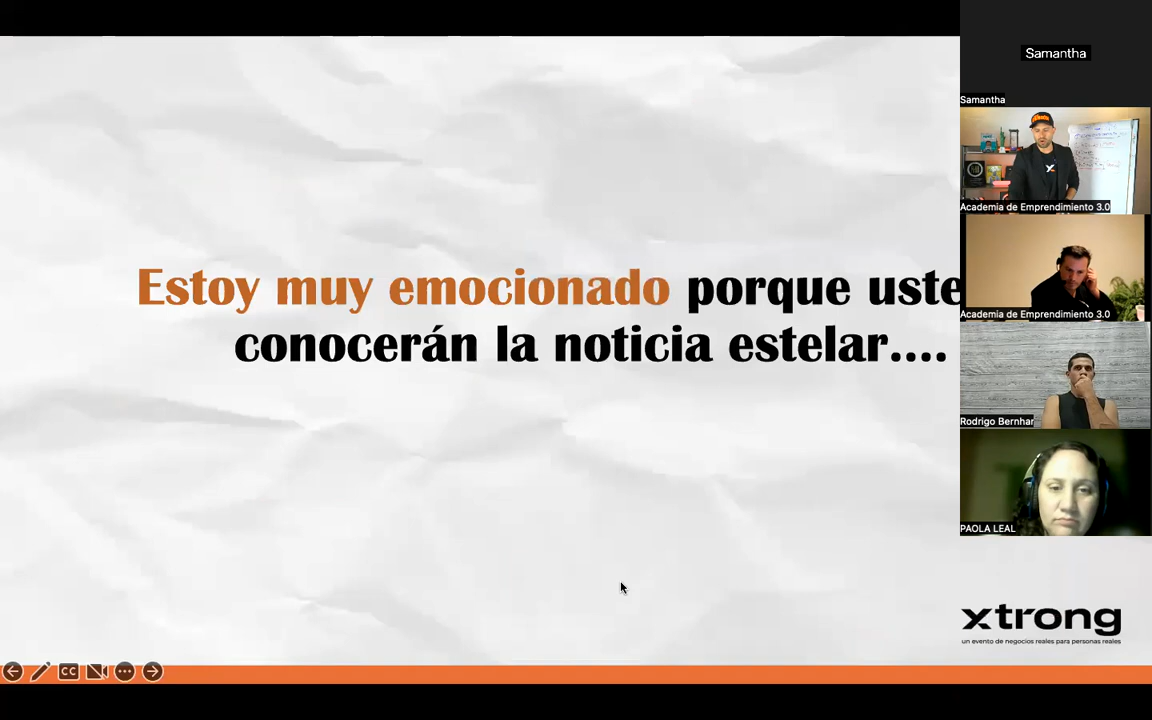 Estoy muy emocionado porque uste
conocerán la noticia estelar....
Samantha
Samantha
Academia de Emprendimiento 3.0
Academia de Emprendimiento 3.0
Rodrigo Bernhar
PAOLA LEAL
xtrong
un evento de negocios reales para personas reales
CC